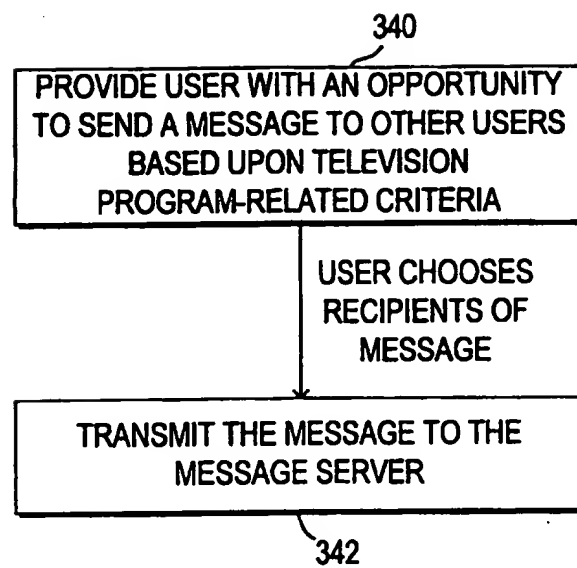 340
PROVIDE USER WITH AN OPPORTUNITY
TO SEND A MESSAGE TO OTHER USERS
BASED UPON TELEVISION
PROGRAM-RELATED CRITERIA
USER CHOOSES
RECIPIENTS OF
MESSAGE
TRANSMIT THE MESSAGE TO THE
MESSAGE SERVER
342